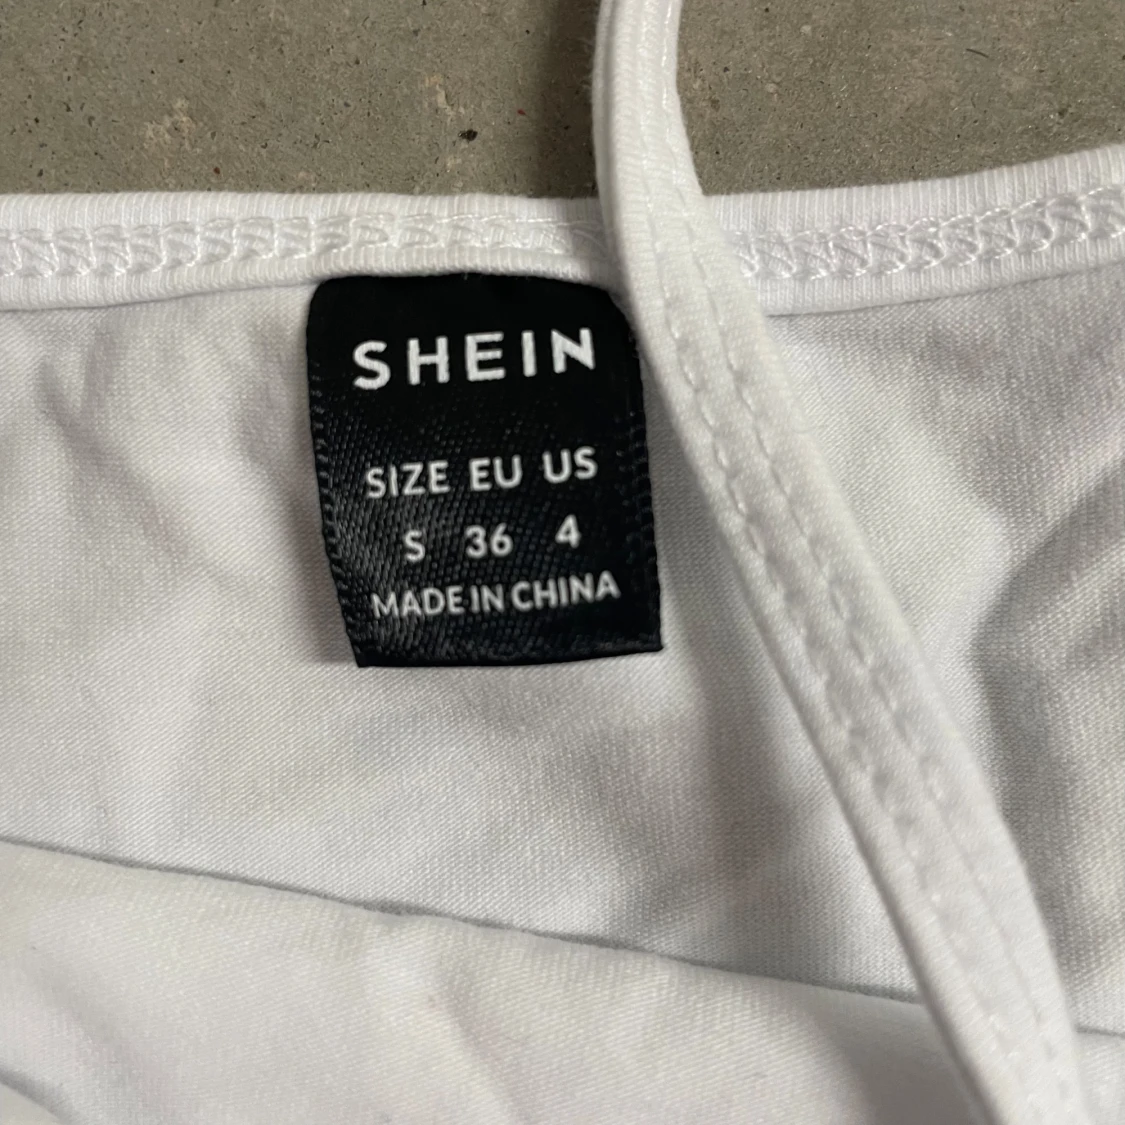 SHEIN
SIZE EU US
S 36 4
MADE IN CHINA